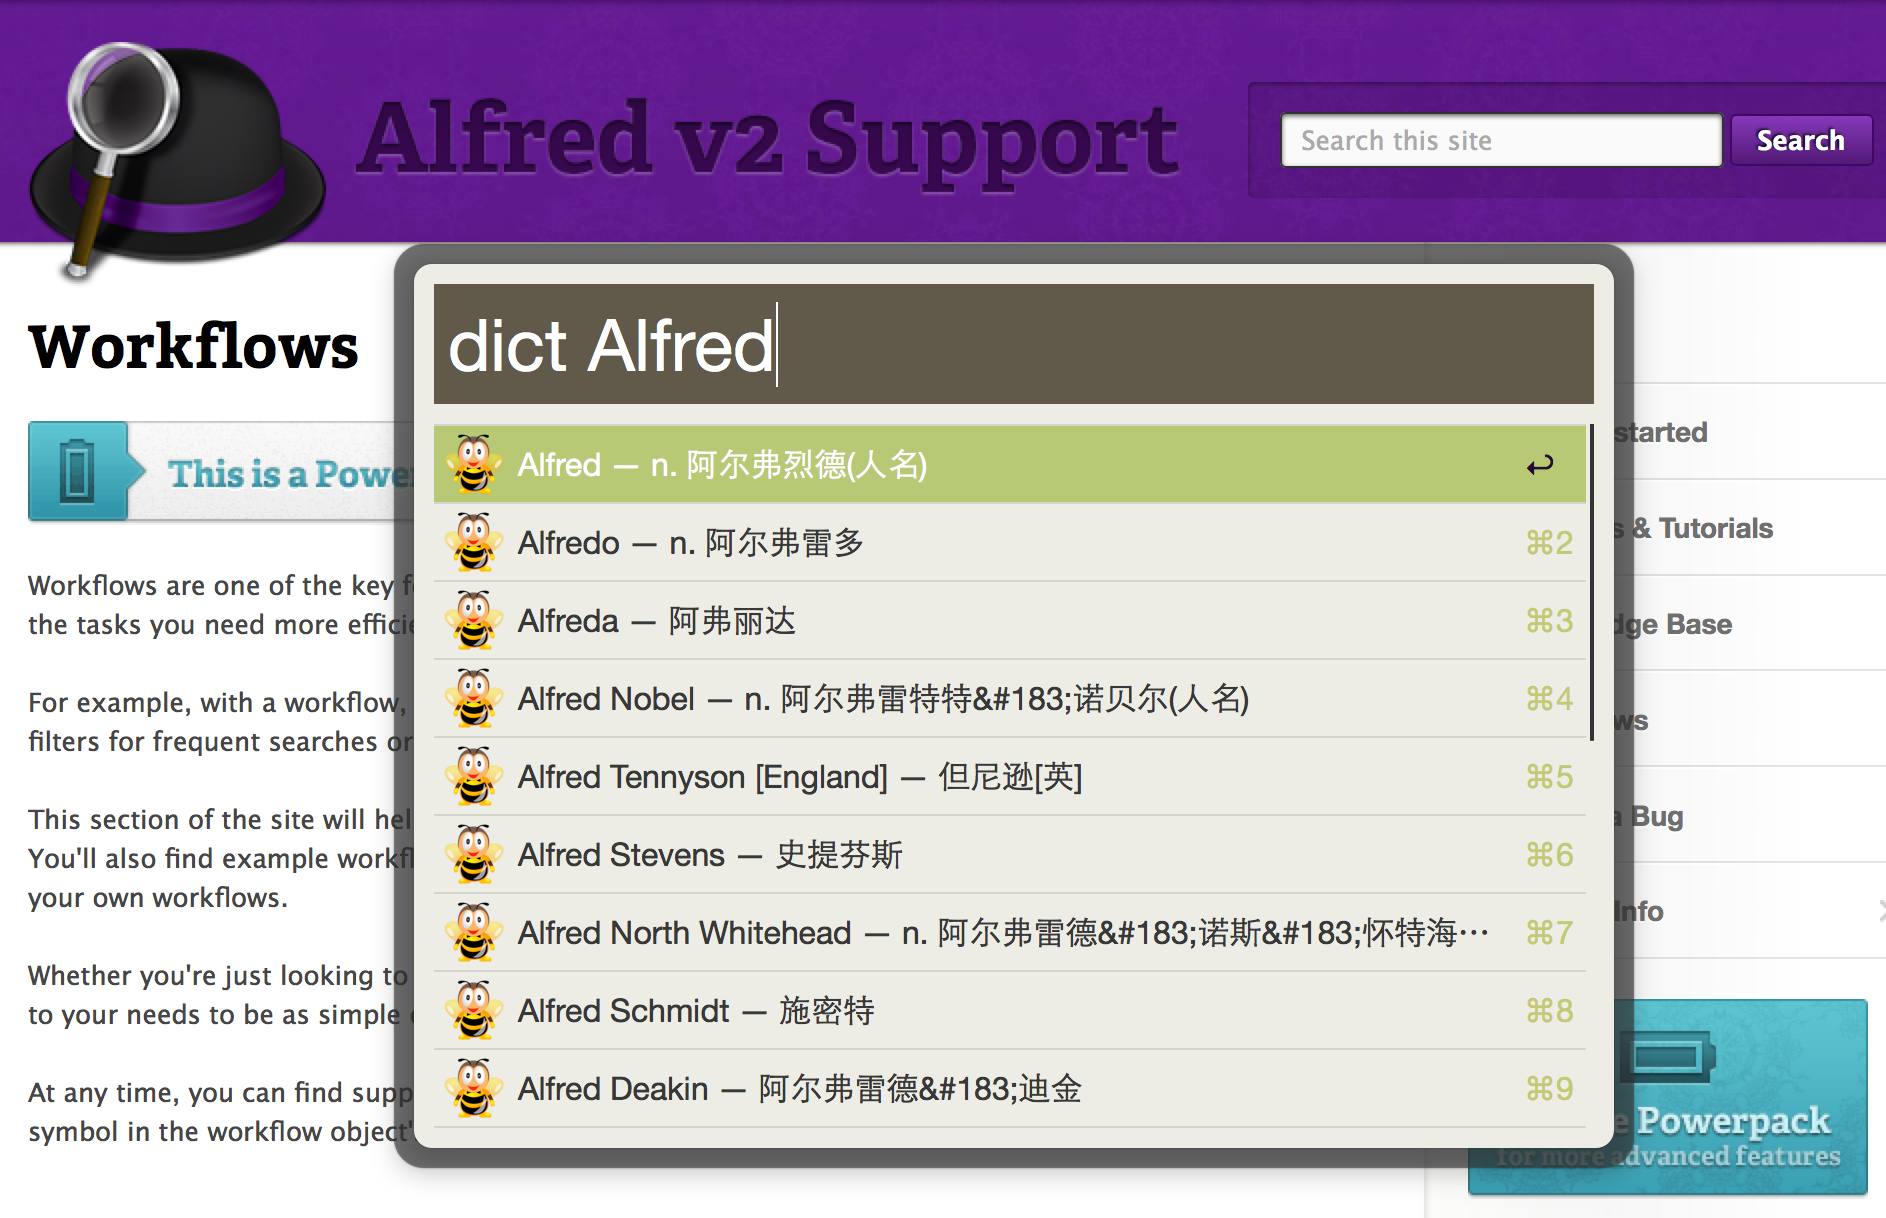 Alfred v2 Support
Search this site
Search
Workflows
This is a Power
Workflows are one of the key f
the tasks you need more efficie
For example, with a workflow,
filters for frequent searches or
This section of the site will hel
You'll also find example workfl
your own workflows.
Whether you're just looking to
to your needs to be as simple
At any time, you can find supp
symbol in the workflow object'
dict Alfred
Alfred — n. 阿尔弗烈德(人名) ↩
Alfredo — n. 阿尔弗雷多 ⌘2
Alfreda — 阿弗丽达 ⌘3
Alfred Nobel — n. 阿尔弗雷特特&#183;诺贝尔(人名) ⌘4
Alfred Tennyson [England] — 但尼逊[英] ⌘5
Alfred Stevens — 史提芬斯 ⌘6
Alfred North Whitehead — n. 阿尔弗雷德&#183;诺斯&#183;怀特海⋯ ⌘7
Alfred Schmidt — 施密特 ⌘8
Alfred Deakin — 阿尔弗雷德&#183;迪金 ⌘9
started
s & Tutorials
dge Base
ws
a Bug
Info
e Powerpack
for more advanced features